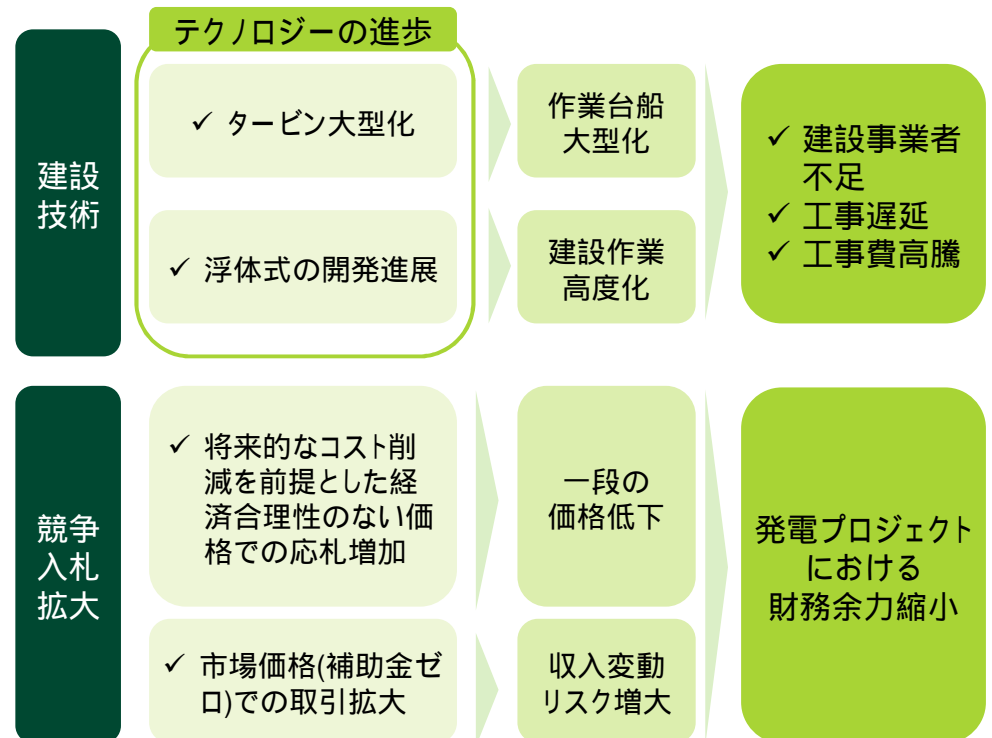 テクノロジーの進歩
建設
技術
✓ タービン大型化
作業台船
大型化
✓ 浮体式の開発進展
建設作業
高度化
✓ 建設事業者
不足
✓ 工事遅延
✓ 工事費高騰
競争
入札
拡大
✓ 将来的なコスト削
減を前提とした経
済合理性のない価
格での応札増加
一段の
価格低下
✓ 市場価格(補助金ゼ
ロ)での取引拡大
収入変動
リスク増大
発電プロジェクト
における
財務余力縮小